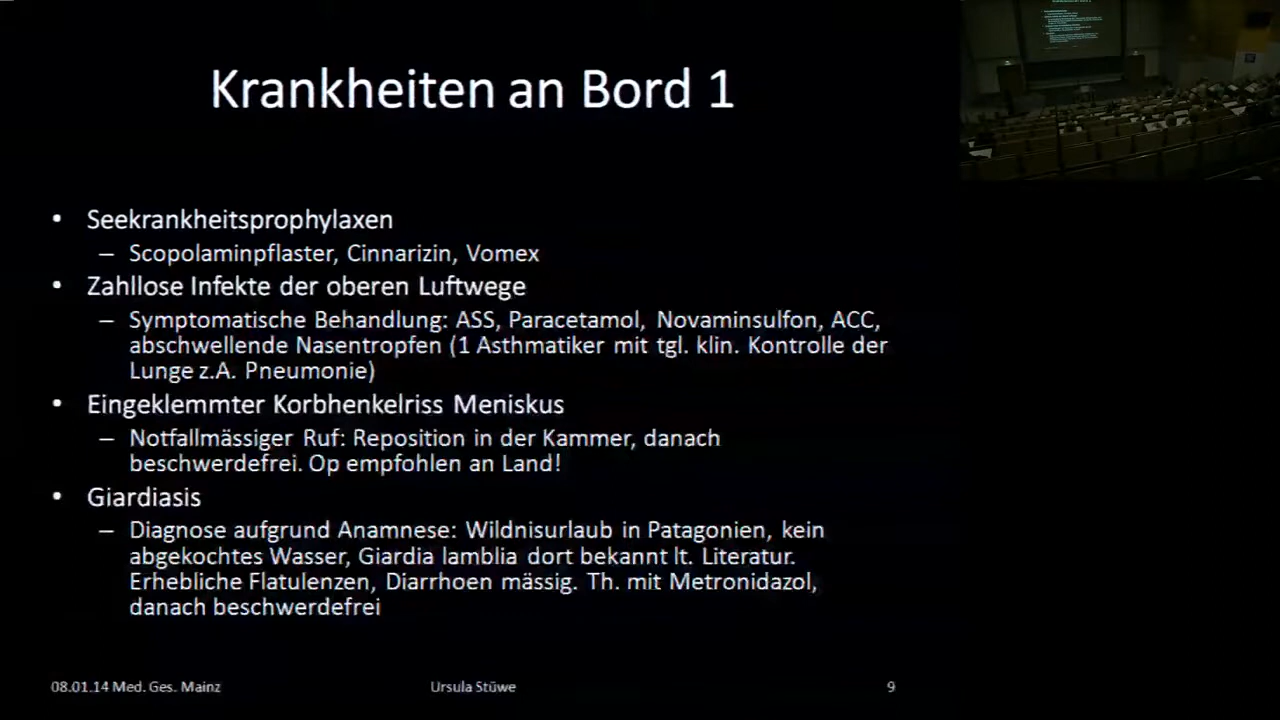 Krankheiten an Bord 1
• Seekrankheitsprophylaxen
– Scopolaminpflaster, Cinnarizin, Vomex
• Zahllose Infekte der oberen Luftwege
– Symptomatische Behandlung: ASS, Paracetamol, Novaminsulfon, ACC,
abschwellende Nasentropfen (1 Asthmatiker mit tgl. klin. Kontrolle der
Lunge z.A. Pneumonie)
• Eingeklemmter Korbhenkelriss Meniskus
– Notfallmässiger Ruf: Reposition in der Kammer, danach
beschwerdefrei. Op empfohlen an Land!
• Giardiasis
– Diagnose aufgrund Anamnese: Wildnisurlaub in Patagonien, kein
abgekochtes Wasser, Giardia lamblia dort bekannt lt. Literatur.
Erhebliche Flatulenzen, Diarrhoen mässig. Th. mit Metronidazol,
danach beschwerdefrei
08.01.14 Med. Ges. Mainz
Ursula Stüwe
9